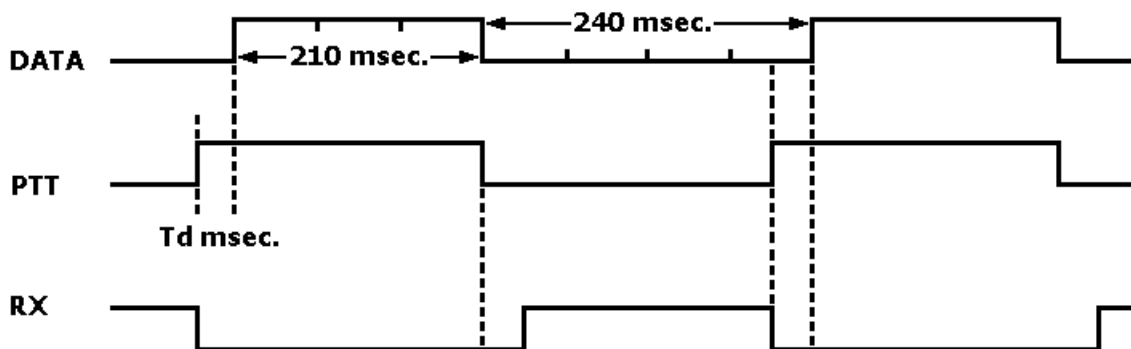 240 msec.
DATA
210 msec.
PTT
Td msec.
RX